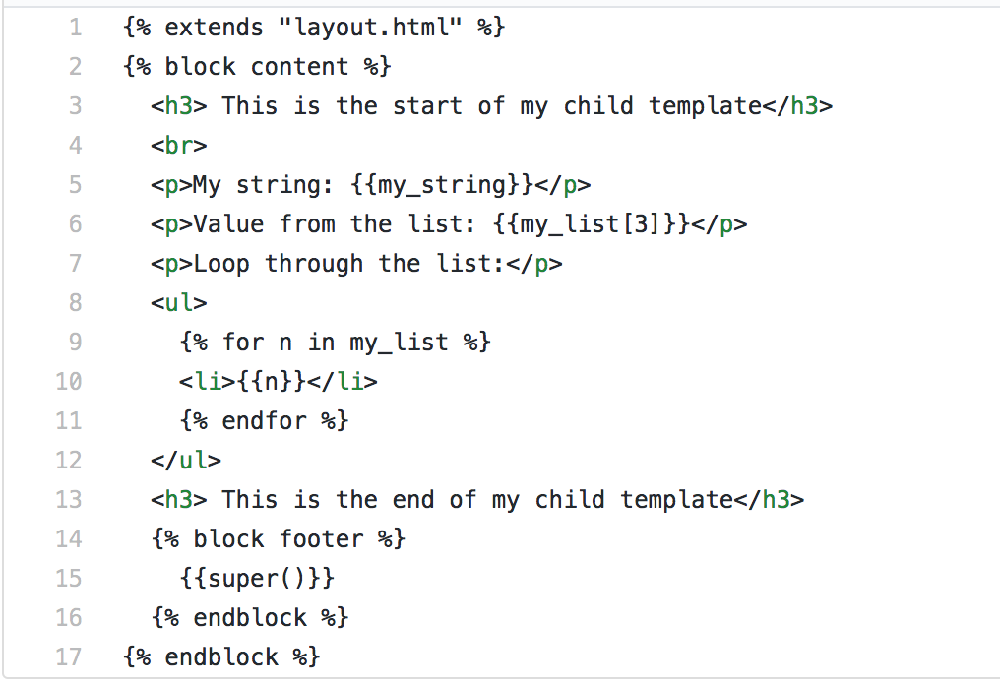 1 {% extends "layout.html" %}
2 {% block content %}
3 <h3> This is the start of my child template</h3>
4 <br>
5 <p>My string: {{my_string}}</p>
6 <p>Value from the list: {{my_list[3]}}</p>
7 <p>Loop through the list:</p>
8 <ul>
9 {% for n in my_list %}
10 <li>{{n}}</li>
11 {% endfor %}
12 </ul>
13 <h3> This is the end of my child template</h3>
14 {% block footer %}
15 {{super()}}
16 {% endblock %}
17 {% endblock %}